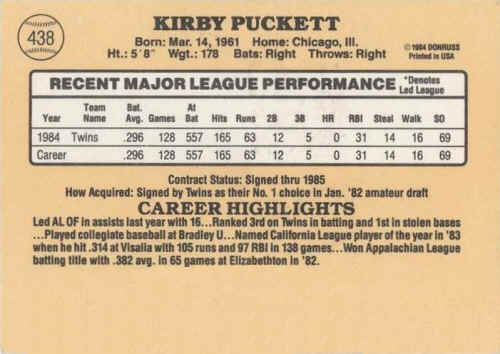 438
KIRBY PUCKETT
Born: Mar. 14, 1961 Home: Chicago, Ill.
Ht.: 5'8" Wgt.: 178 Bats: Right Throws: Right
© 1984 DONRUSS
Printed in USA
RECENT MAJOR LEAGUE PERFORMANCE *Denotes Led League
Year Team Name Bat. Avg. Games At Bat Hits Runs 2B 3B HR RBI Steal Walk SO
1984 Twins .296 128 557 165 63 12 5 0 31 14 16 69
Career .296 128 557 165 63 12 5 0 31 14 16 69
Contract Status: Signed thru 1985
How Acquired: Signed by Twins as their No. 1 choice in Jan. '82 amateur draft
CAREER HIGHLIGHTS
Led AL OF in assists last year with 16...Ranked 3rd on Twins in batting and 1st in stolen bases
...Played collegiate baseball at Bradley U...Named California League player of the year in '83
when he hit .314 at Visalia with 105 runs and 97 RBI in 138 games...Won Appalachian League
batting title with .382 avg. in 65 games at Elizabethton in '82.